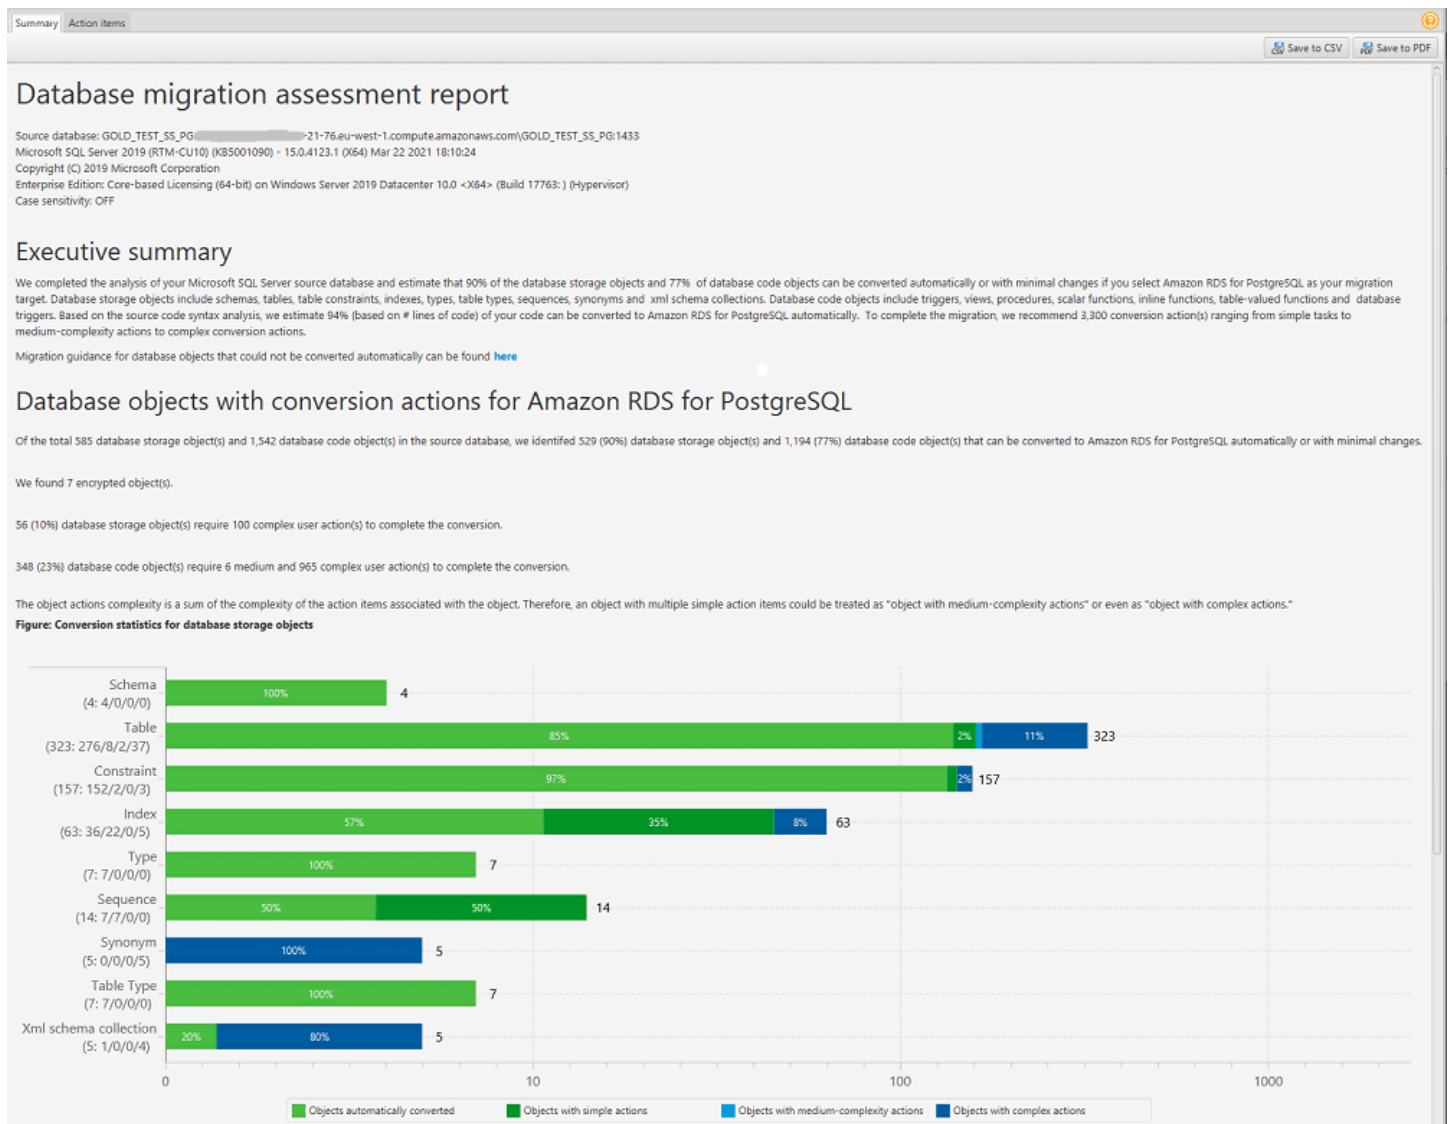 Summary Action items
Save to CSV Save to PDF
Database migration assessment report
Source database: GOLD_TEST_SS_PG -21-76.eu-west-1.compute.amazonaws.com\GOLD_TEST_SS_PG:1433
Microsoft SQL Server 2019 (RTM-CU10) (KB5001090) - 15.0.4123.1 (X64) Mar 22 2021 18:10:24
Copyright (C) 2019 Microsoft Corporation
Enterprise Edition: Core-based Licensing (64-bit) on Windows Server 2019 Datacenter 10.0 <X64> (Build 17763: ) (Hypervisor)
Case sensitivity: OFF
Executive summary
We completed the analysis of your Microsoft SQL Server source database and estimate that 90% of the database storage objects and 77% of database code objects can be converted automatically or with minimal changes if you select Amazon RDS for PostgreSQL as your migration
target. Database storage objects include schemas, tables, table constraints, indexes, types, table types, sequences, synonyms and xml schema collections. Database code objects include triggers, views, procedures, scalar functions, inline functions, table-valued functions and database
triggers. Based on the source code syntax analysis, we estimate 94% (based on # lines of code) of your code can be converted to Amazon RDS for PostgreSQL automatically. To complete the migration, we recommend 3,300 conversion action(s) ranging from simple tasks to
medium-complexity actions to complex conversion actions.
Migration guidance for database objects that could not be converted automatically can be found here
Database objects with conversion actions for Amazon RDS for PostgreSQL
Of the total 585 database storage object(s) and 1,542 database code object(s) in the source database, we identifed 529 (90%) database storage object(s) and 1,194 (77%) database code object(s) that can be converted to Amazon RDS for PostgreSQL automatically or with minimal changes.
We found 7 encrypted object(s).
56 (10%) database storage object(s) require 100 complex user action(s) to complete the conversion.
348 (23%) database code object(s) require 6 medium and 965 complex user action(s) to complete the conversion.
The object actions complexity is a sum of the complexity of the action items associated with the object. Therefore, an object with multiple simple action items could be treated as "object with medium-complexity actions" or even as "object with complex actions."
Figure: Conversion statistics for database storage objects
Schema
(4: 4/0/0/0)
100% 4
Table
(323: 276/8/2/37)
85% 2% 11% 323
Constraint
(157: 152/2/0/3)
97% 2% 157
Index
(63: 36/22/0/5)
57% 35% 8% 63
Type
(7: 7/0/0/0)
100% 7
Sequence
(14: 7/7/0/0)
50% 50% 14
Synonym
(5: 0/0/0/5)
100% 5
Table Type
(7: 7/0/0/0)
100% 7
Xml schema collection
(5: 1/0/0/4)
20% 80% 5
0 10 100 1000
Objects automatically converted Objects with simple actions Objects with medium-complexity actions Objects with complex actions